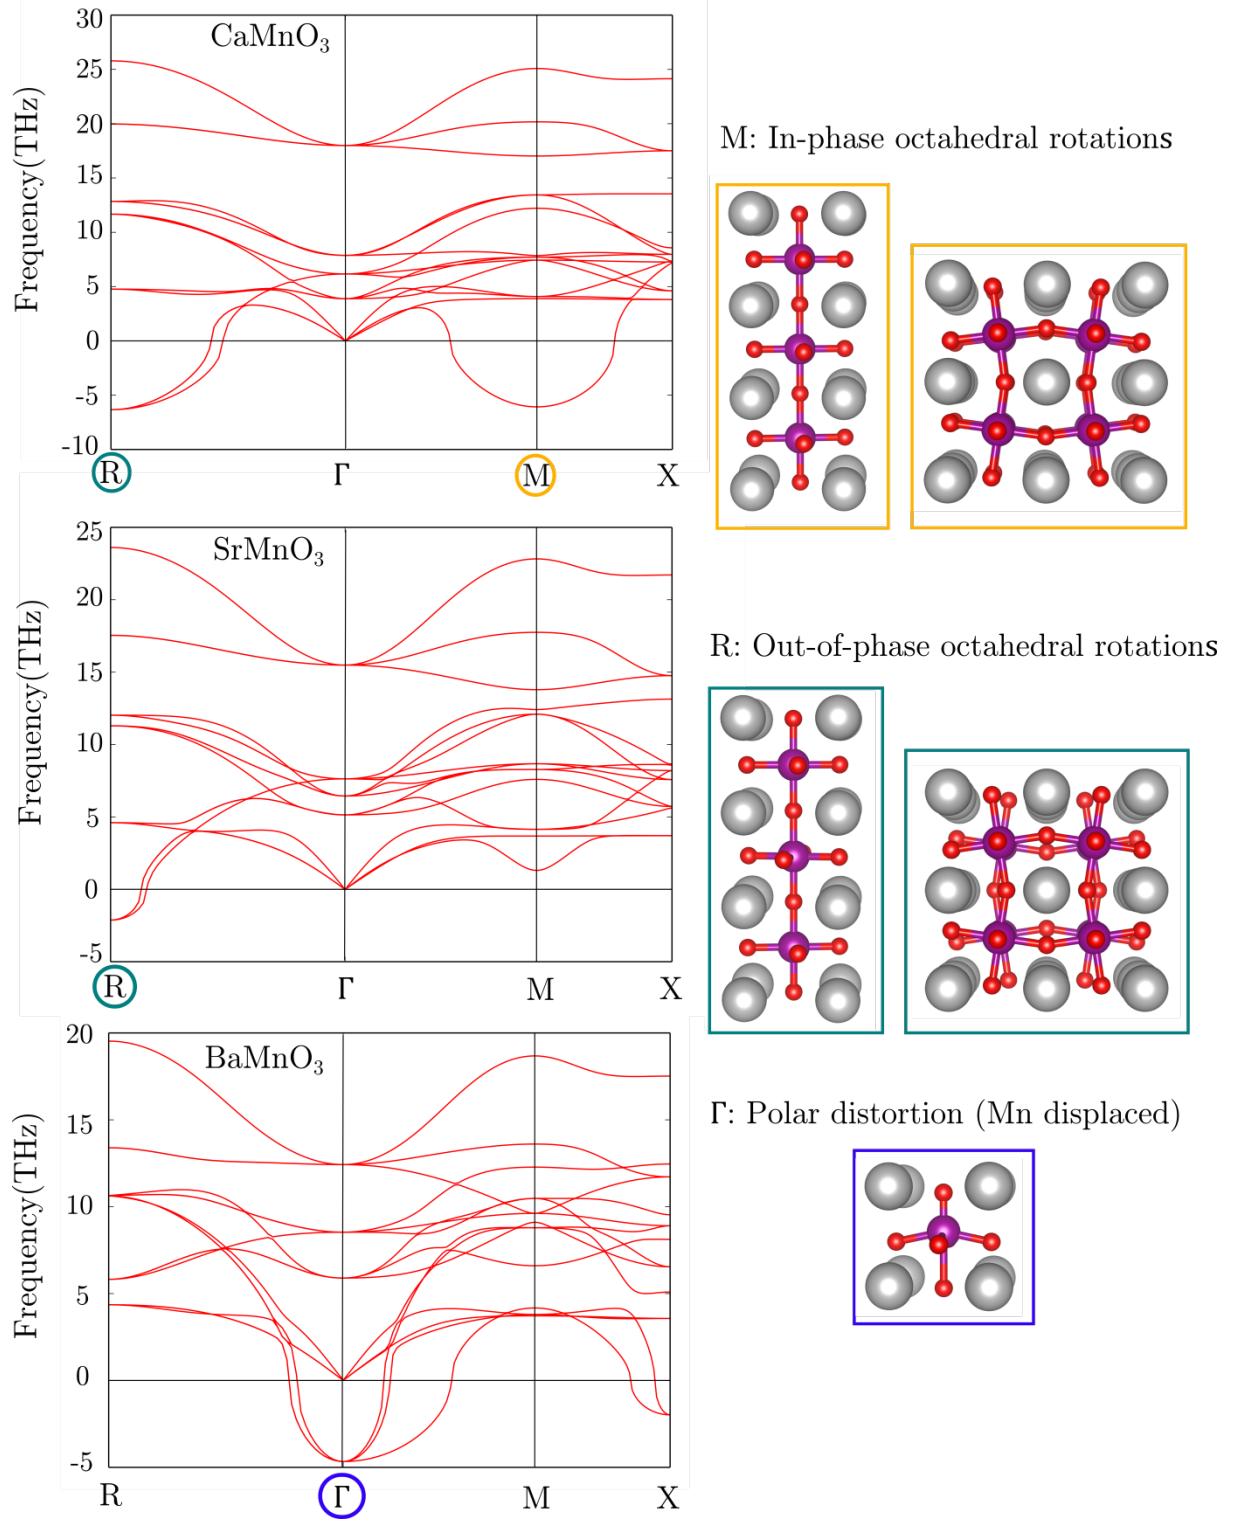 CaMnO₃
Frequency(THz)
30
25
20
15
10
5
0
-5
-10
R
Γ
M
X
M: In-phase octahedral rotations
SrMnO₃
Frequency(THz)
25
20
15
10
5
0
-5
R
Γ
M
X
R: Out-of-phase octahedral rotations
BaMnO₃
Frequency(THz)
20
15
10
5
0
-5
R
Γ
M
X
Γ: Polar distortion (Mn displaced)